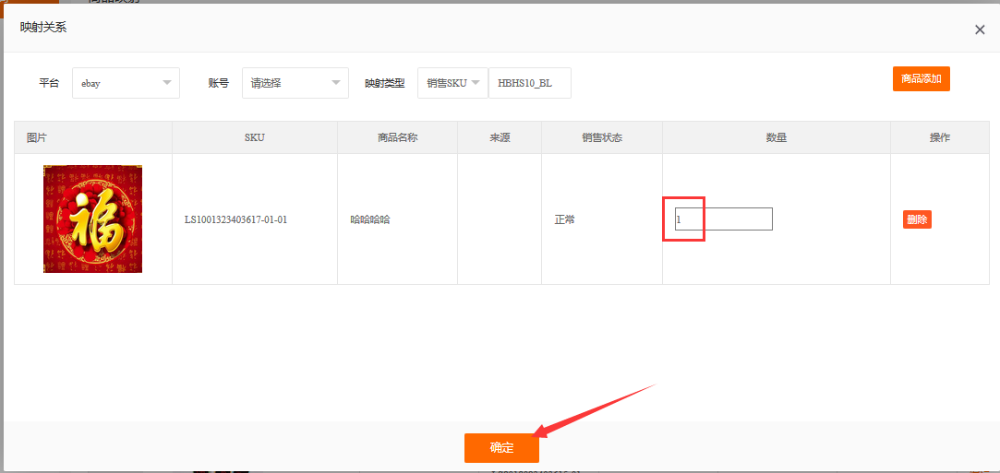 映射关系
平台 ebay 账号 请选择 映射类型 销售SKU HBHS10_BL 商品添加
图片 SKU 商品名称 来源 销售状态 数量 操作
福
LS1001323403617-01-01 哈哈哈哈 正常 1 删除
确定